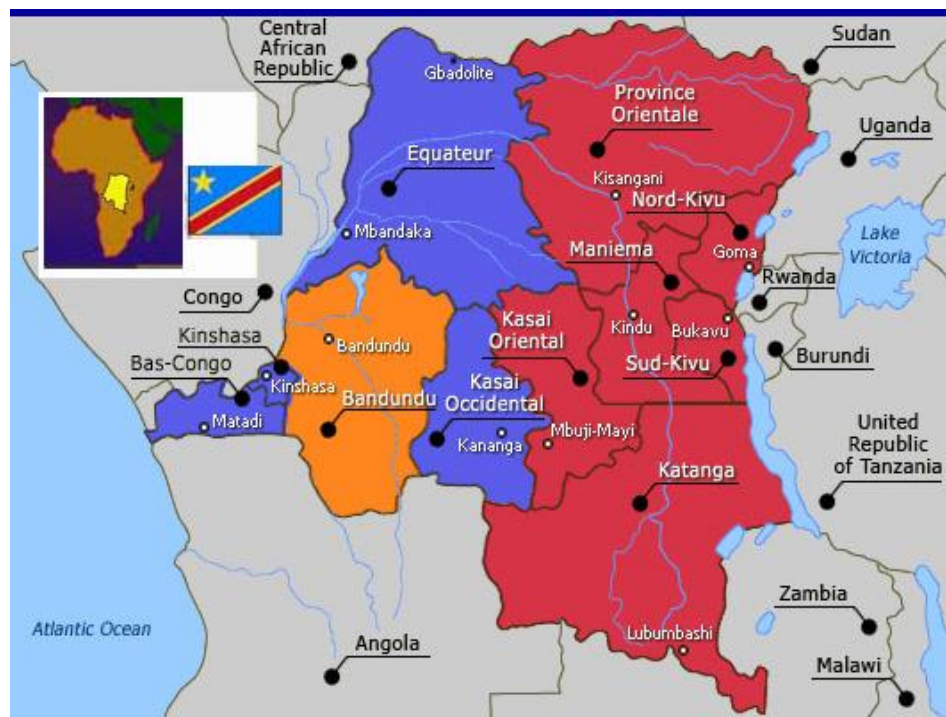 Central
African
Republic
Sudan
Gbadolite
Province
Orientale
Uganda
Equateur
Kisangani
Nord-Kivu
Mbandaka
Maniema
Goma
Lake
Victoria
Rwanda
Congo
Kinshasa
Bas-Congo
Kinshasa
Bandundu
Kasai
Oriental
Kindu
Bukavu
Sud-Kivu
Burundi
Matadi
Bandundu
Kasai
Occidental
Kananga
Mbuji-Mayi
Katanga
United
Republic
of Tanzania
Atlantic Ocean
Angola
Lubumbashi
Zambia
Malawi